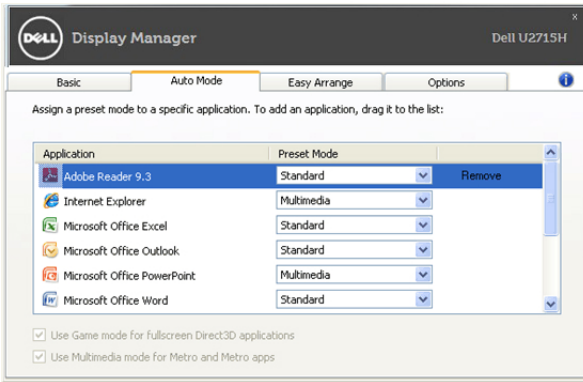 DELL Display Manager Dell U2715H
Basic Auto Mode Easy Arrange Options
Assign a preset mode to a specific application. To add an application, drag it to the list:
Application Preset Mode
Adobe Reader 9.3 Standard Remove
Internet Explorer Multimedia
Microsoft Office Excel Standard
Microsoft Office Outlook Standard
Microsoft Office PowerPoint Multimedia
Microsoft Office Word Standard
Use Game mode for fullscreen Direct3D applications
Use Multimedia mode for Metro and Metro apps